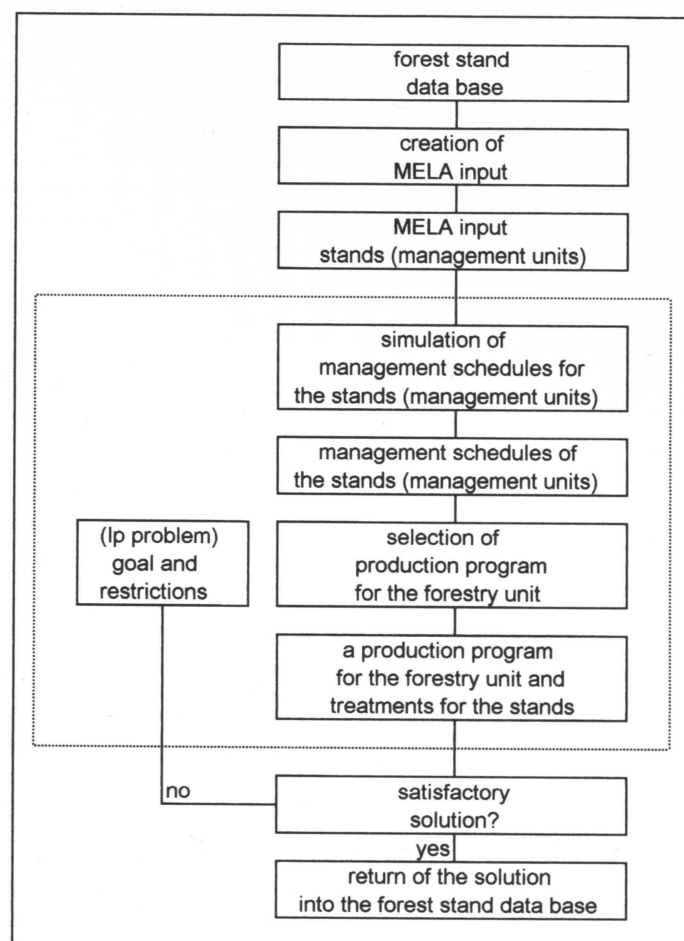 forest stand
data base
creation of
MELA input
MELA input
stands (management units)
simulation of
management schedules for
the stands (management units)
management schedules of
the stands (management units)
(lp problem)
goal and
restrictions
selection of
production program
for the forestry unit
a production program
for the forestry unit and
treatments for the stands
no
satisfactory
solution?
yes
return of the solution
into the forest stand data base